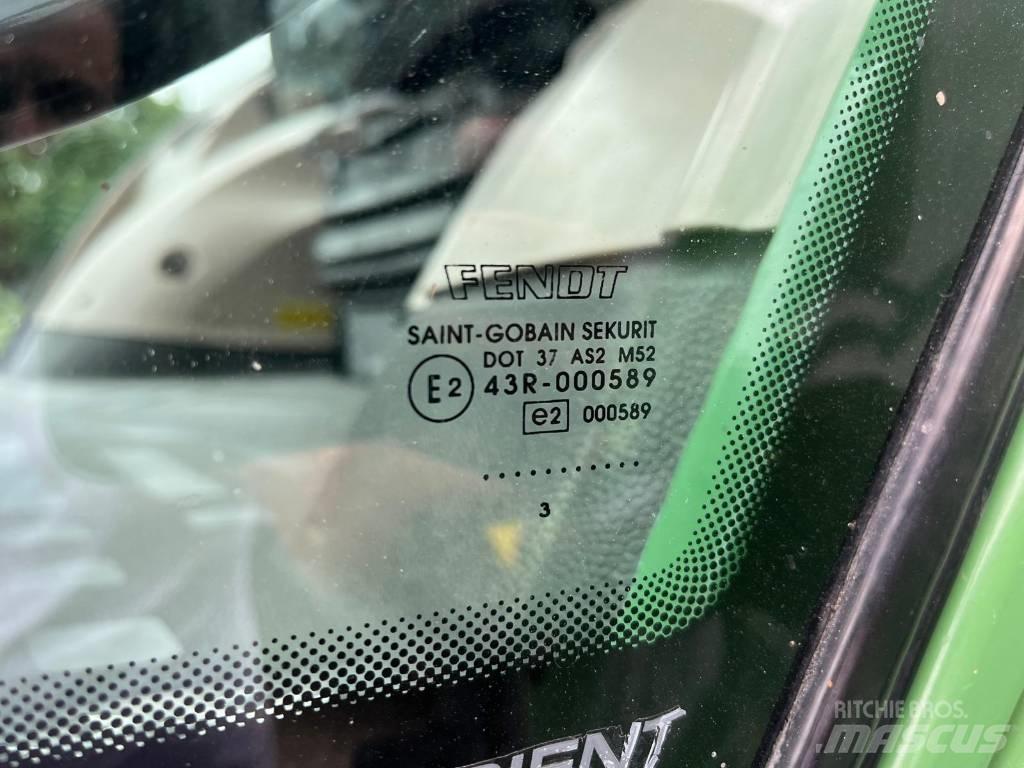 FENDT
SAINT-GOBAIN SEKURIT
DOT 37 AS2 M52
E2 43R-000589
e2 000589
...........
3
RITCHIE BROS.
MASCUS